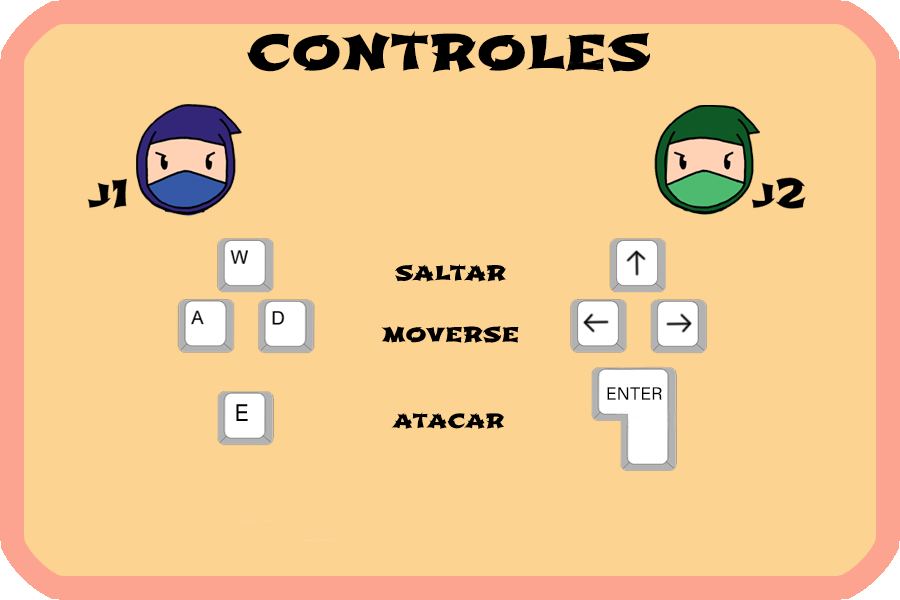 CONTROLES
J1
J2
W
SALTAR
↑
A
D
MOVERSE
←
→
E
ATACAR
ENTER